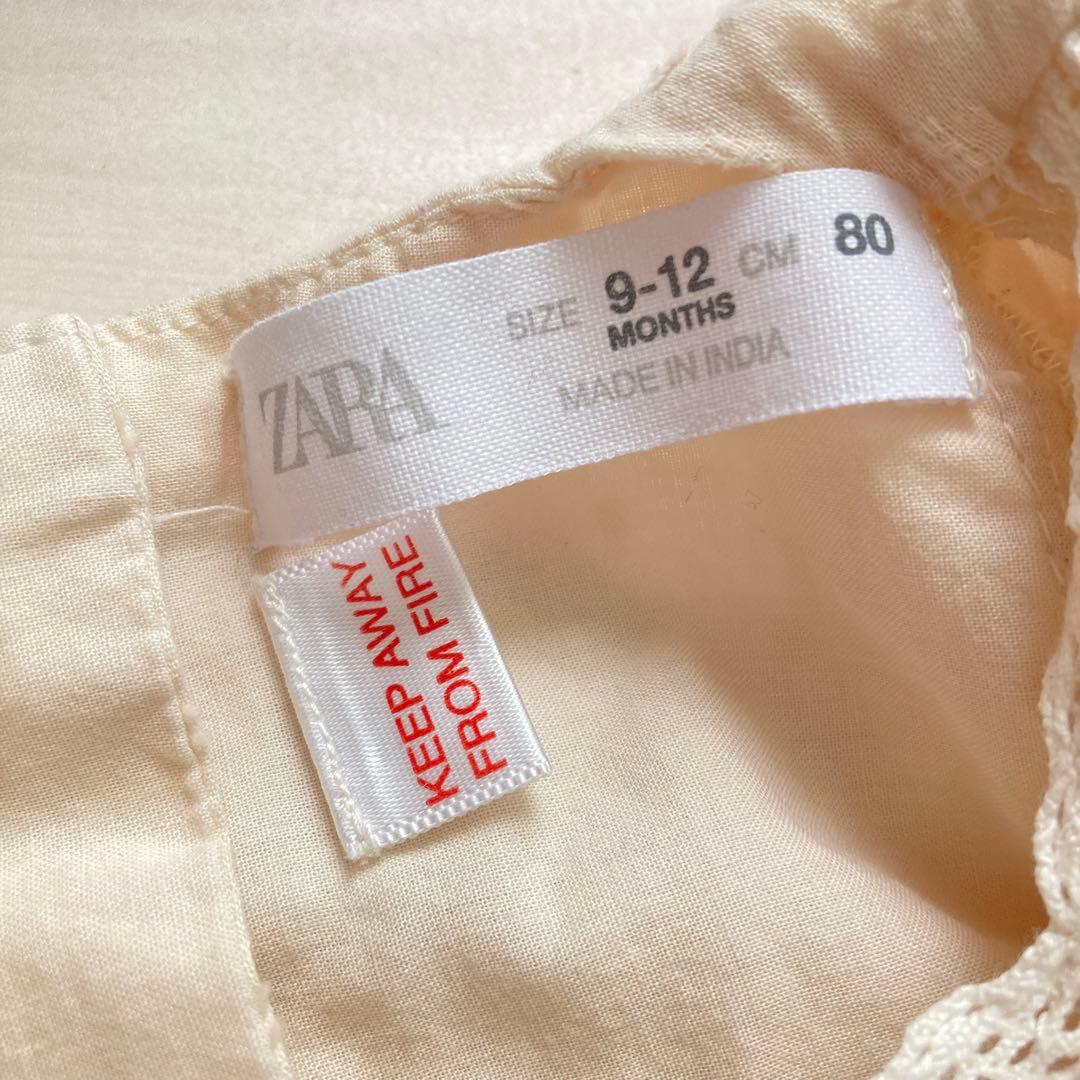 ZARA
SIZE 9-12 CM 80
MONTHS
MADE IN INDIA
KEEP AWAY
FROM FIRE